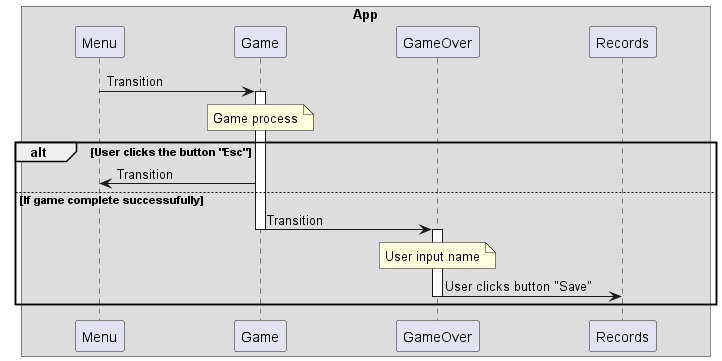 App
Menu
Game
GameOver
Records
Transition
Game process
alt
[User clicks the button "Esc"]
Transition
[If game complete successufully]
Transition
User input name
User clicks button "Save"
Menu
Game
GameOver
Records